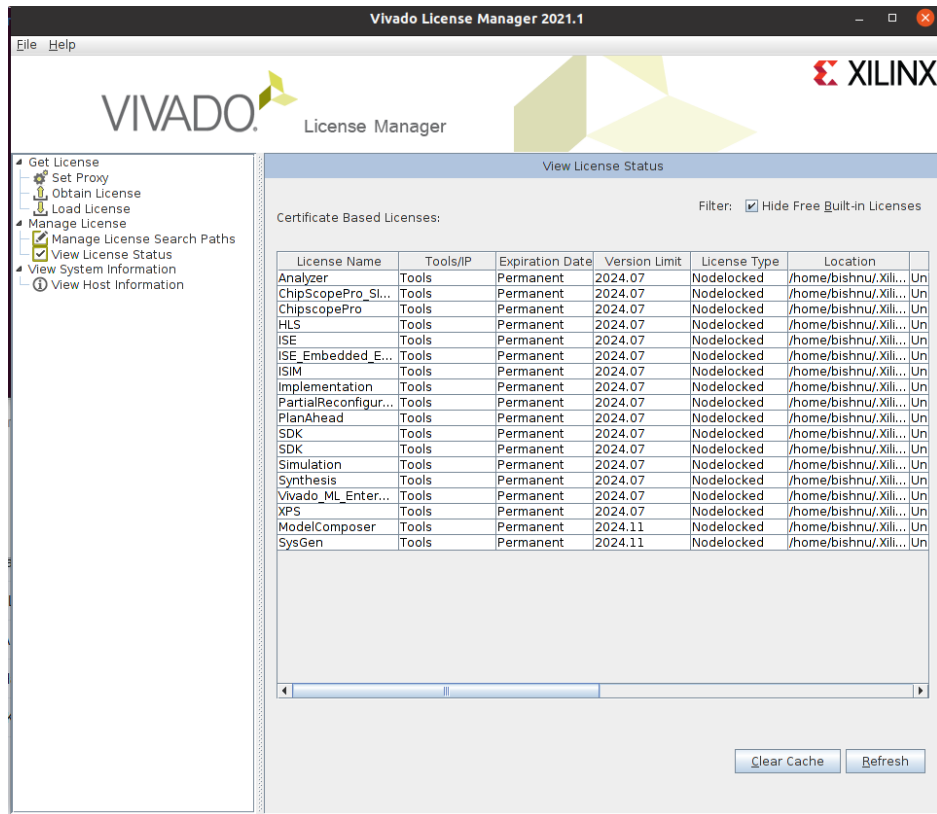 Vivado License Manager 2021.1
File Help
VIVADO. License Manager
XILINX
Get License
Set Proxy
Obtain License
Load License
Manage License
Manage License Search Paths
View License Status
View System Information
View Host Information
View License Status
Filter: Hide Free Built-in Licenses
Certificate Based Licenses:
License Name Tools/IP Expiration Date Version Limit License Type Location
Analyzer Tools Permanent 2024.07 Nodelocked /home/bishnu/.Xili... Un
ChipScopePro_SI... Tools Permanent 2024.07 Nodelocked /home/bishnu/.Xili... Un
ChipscopePro Tools Permanent 2024.07 Nodelocked /home/bishnu/.Xili... Un
HLS Tools Permanent 2024.07 Nodelocked /home/bishnu/.Xili... Un
ISE Tools Permanent 2024.07 Nodelocked /home/bishnu/.Xili... Un
ISE_Embedded_E... Tools Permanent 2024.07 Nodelocked /home/bishnu/.Xili... Un
ISIM Tools Permanent 2024.07 Nodelocked /home/bishnu/.Xili... Un
Implementation Tools Permanent 2024.07 Nodelocked /home/bishnu/.Xili... Un
PartialReconfigur... Tools Permanent 2024.07 Nodelocked /home/bishnu/.Xili... Un
PlanAhead Tools Permanent 2024.07 Nodelocked /home/bishnu/.Xili... Un
SDK Tools Permanent 2024.07 Nodelocked /home/bishnu/.Xili... Un
SDK Tools Permanent 2024.07 Nodelocked /home/bishnu/.Xili... Un
Simulation Tools Permanent 2024.07 Nodelocked /home/bishnu/.Xili... Un
Synthesis Tools Permanent 2024.07 Nodelocked /home/bishnu/.Xili... Un
Vivado_ML_Enter... Tools Permanent 2024.07 Nodelocked /home/bishnu/.Xili... Un
XPS Tools Permanent 2024.07 Nodelocked /home/bishnu/.Xili... Un
ModelComposer Tools Permanent 2024.11 Nodelocked /home/bishnu/.Xili... Un
SysGen Tools Permanent 2024.11 Nodelocked /home/bishnu/.Xili... Un
Clear Cache Refresh